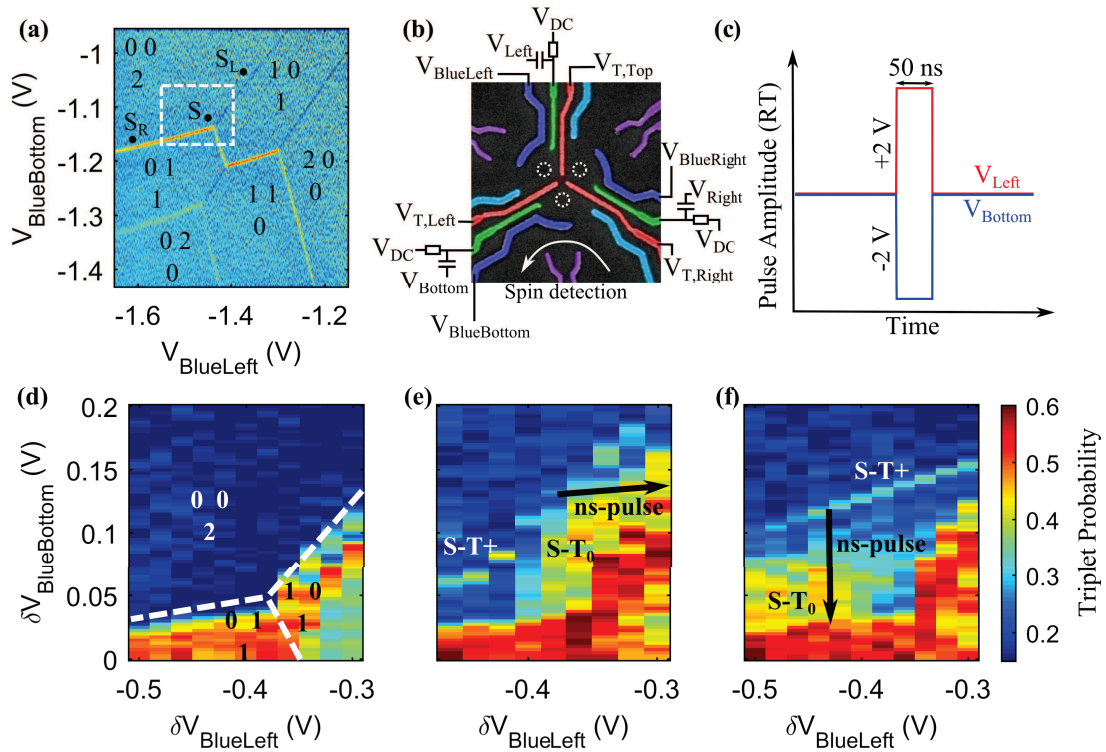 (a)
-1
-1.1
-1.2
-1.3
-1.4
V_BlueBottom (V)
0 0
2
S_L
1 0
1
S
S_R
0 1
1
2 0
0
1 1
0
0 2
0
-1.6
-1.4
-1.2
V_BlueLeft (V)
(b)
V_DC
V_Left
V_T,Top
V_BlueLeft
V_BlueRight
V_Right
V_T,Left
V_DC
V_DC
V_T,Right
V_Bottom
Spin detection
V_BlueBottom
(c)
50 ns
+2 V
V_Left
V_Bottom
-2 V
Pulse Amplitude (RT)
Time
(d)
0.2
0.15
0.1
0.05
0
δV_BlueBottom (V)
0 0
2
1 0
1
0 1
1
-0.5
-0.4
-0.3
δV_BlueLeft (V)
(e)
ns-pulse
S-T+
S-T_0
-0.4
-0.3
δV_BlueLeft (V)
(f)
S-T+
ns-pulse
S-T_0
-0.5
-0.4
-0.3
δV_BlueLeft (V)
0.6
0.5
0.4
0.3
0.2
Triplet Probability